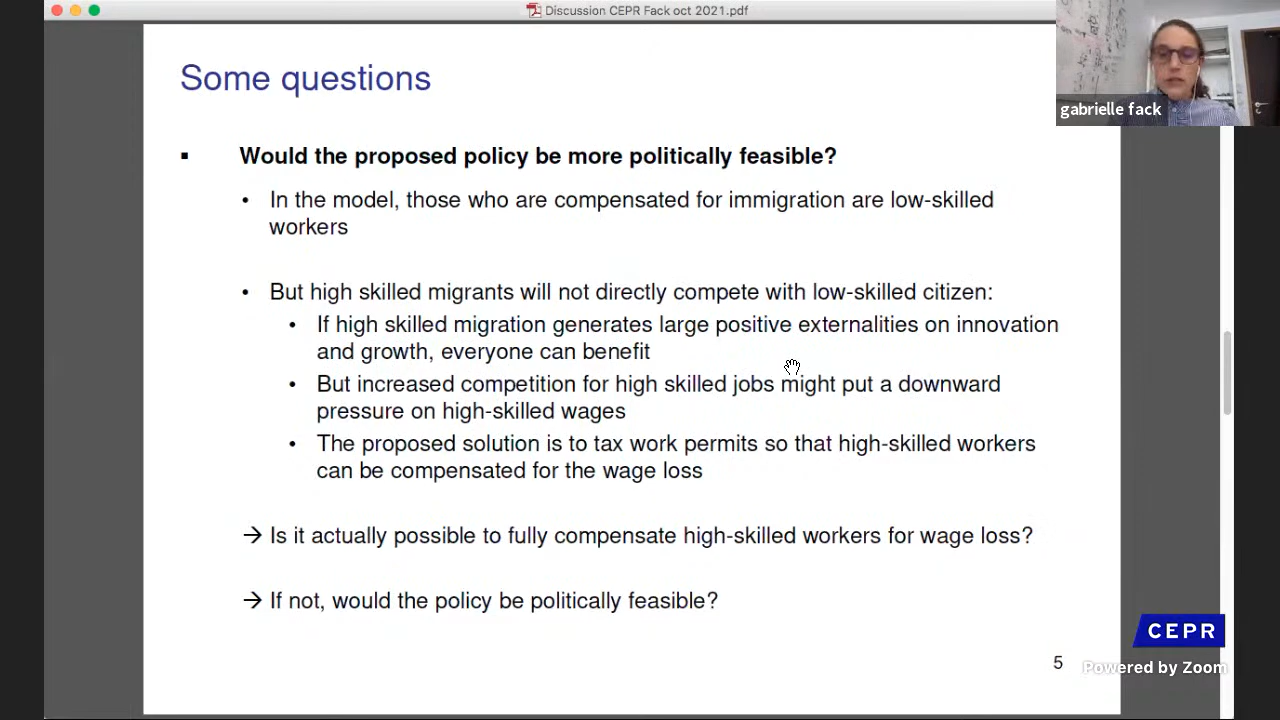 Discussion CEPR Fack oct 2021.pdf
Some questions
gabrielle fack
▪ Would the proposed policy be more politically feasible?
• In the model, those who are compensated for immigration are low-skilled
workers
• But high skilled migrants will not directly compete with low-skilled citizen:
• If high skilled migration generates large positive externalities on innovation
and growth, everyone can benefit
• But increased competition for high skilled jobs might put a downward
pressure on high-skilled wages
• The proposed solution is to tax work permits so that high-skilled workers
can be compensated for the wage loss
→ Is it actually possible to fully compensate high-skilled workers for wage loss?
→ If not, would the policy be politically feasible?
CEPR
5
Powered by Zoom